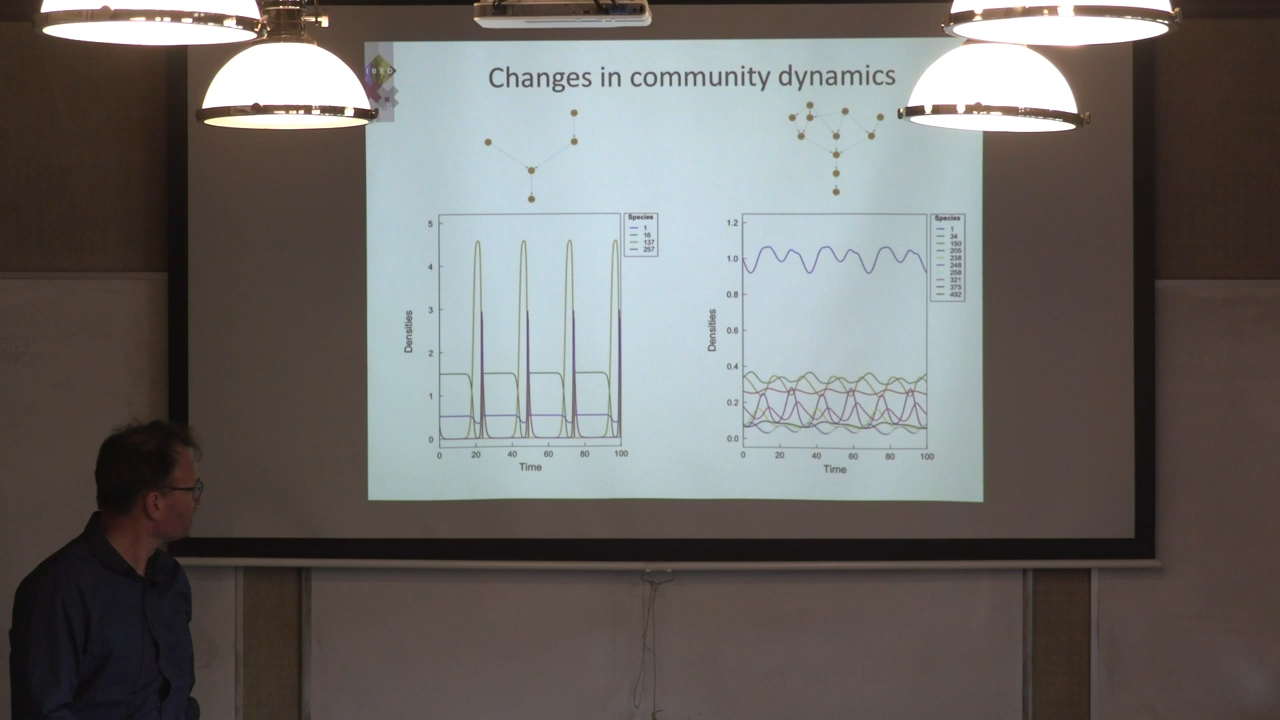 IBED
Changes in community dynamics
Species
1
16
137
257
5
4
3
2
1
0
Densities
0 20 40 60 80 100
Time
Species
1
34
150
205
238
248
258
321
375
492
1.2
1.0
0.8
0.6
0.4
0.2
0.0
Densities
0 20 40 60 80 100
Time